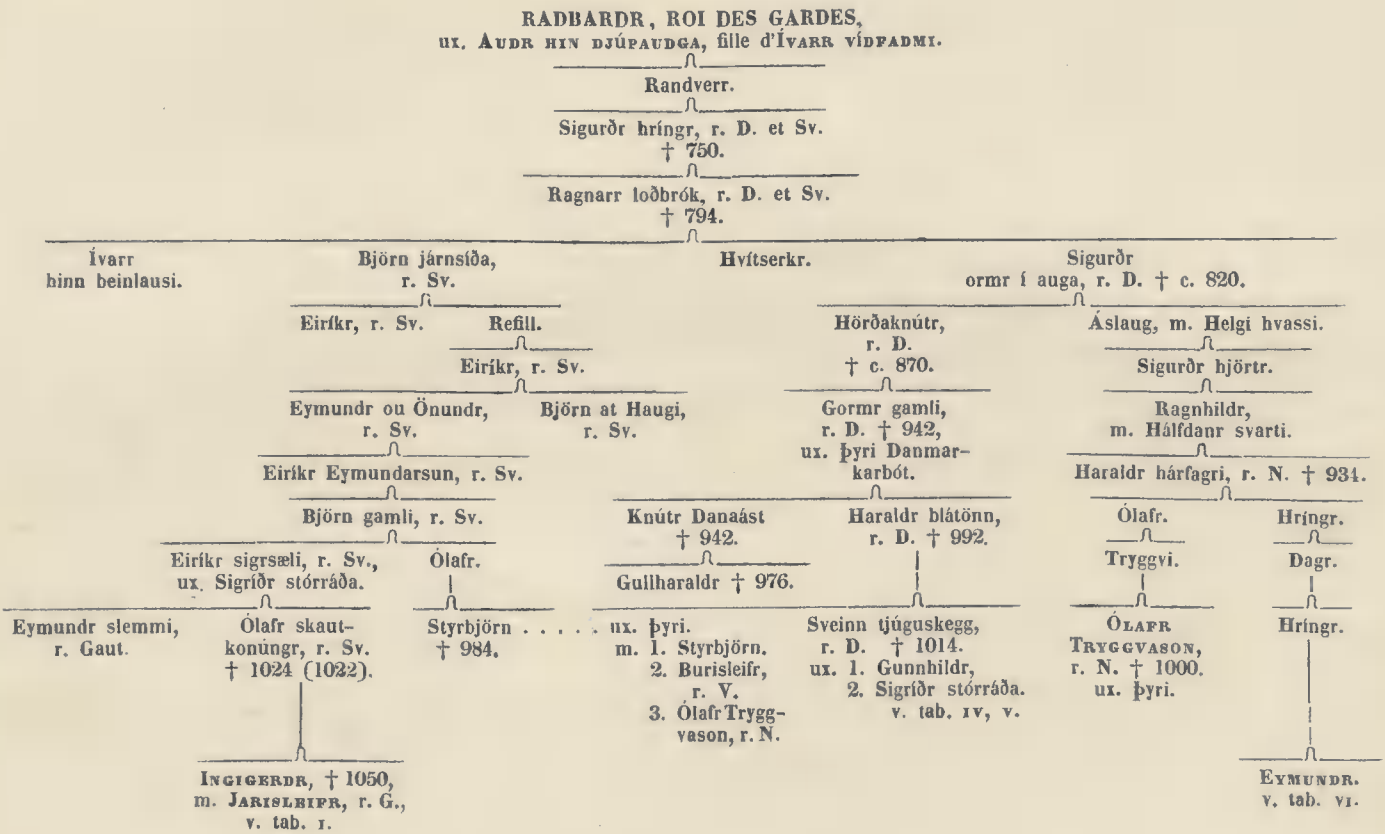 RADBARDR, ROI DES GARDES,
ux. AUDR HIN DJÚPAUDGA, fille d'ÍVARR VÍDFADMI.
Randverr.
Sigurðr hríngr, r. D. et Sv.
† 750.
Ragnarr loðbrók, r. D. et Sv.
† 794.
Ívarr
hinn beinlausi.
Björn járnsíða,
r. Sv.
Hvítserkr.
Sigurðr
ormr í auga, r. D. † c. 820.
Eiríkr, r. Sv.
Refill.
Hörðaknútr,
r. D.
† c. 870.
Áslaug, m. Helgi hvassi.
Eiríkr, r. Sv.
Sigurðr hjörtr.
Eymundr ou Önundr,
r. Sv.
Björn at Haugi,
r. Sv.
Gormr gamli,
r. D. † 942,
ux. Þyri Danmar-
karbót.
Ragnhildr,
m. Hálfdanr svarti.
Eiríkr Eymundarsun, r. Sv.
Haraldr hárfagri, r. N. † 934.
Björn gamli, r. Sv.
Knútr Danaást
† 942.
Haraldr blátönn,
r. D. † 992.
Ólafr.
Hríngr.
Eiríkr sigrsæli, r. Sv.,
ux. Sigríðr stórráða.
Ólafr.
Gullharaldr † 976.
Tryggvi.
Dagr.
Eymundr slemmi,
r. Gaut.
Ólafr skaut-
konúngr, r. Sv.
† 1024 (1022).
Styrbjörn . . . . .
† 984.
ux. Þyri.
m. 1. Styrbjörn.
2. Burisleifr,
r. V.
3. Ólafr Trygg-
vason, r. N.
Sveinn tjúguskegg,
r. D. † 1014.
ux. 1. Gunnhildr,
2. Sigríðr stórráða.
v. tab. IV, V.
ÓLAFR
TRYGGVASON,
r. N. † 1000.
ux. Þyri.
Hríngr.
INGIGERDR, † 1050,
m. JARISLEIFR, r. G.,
v. tab. I.
EYMUNDR.
v. tab. VI.